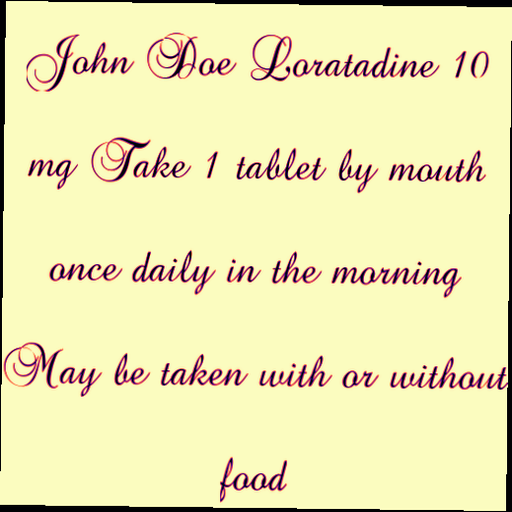 John Doe Loratadine 10
mg Take 1 tablet by mouth
once daily in the morning
May be taken with or without
food